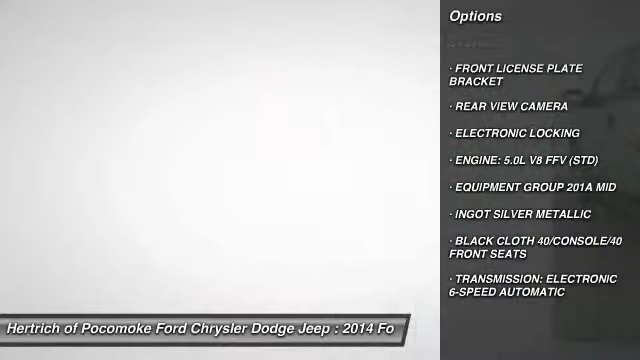 Options
· FRONT LICENSE PLATE
BRACKET
· REAR VIEW CAMERA
· ELECTRONIC LOCKING
· ENGINE: 5.0L V8 FFV (STD)
· EQUIPMENT GROUP 201A MID
· INGOT SILVER METALLIC
· BLACK CLOTH 40/CONSOLE/40
FRONT SEATS
· TRANSMISSION: ELECTRONIC
6-SPEED AUTOMATIC
Hertrich of Pocomoke Ford Chrysler Dodge Jeep : 2014 Fo